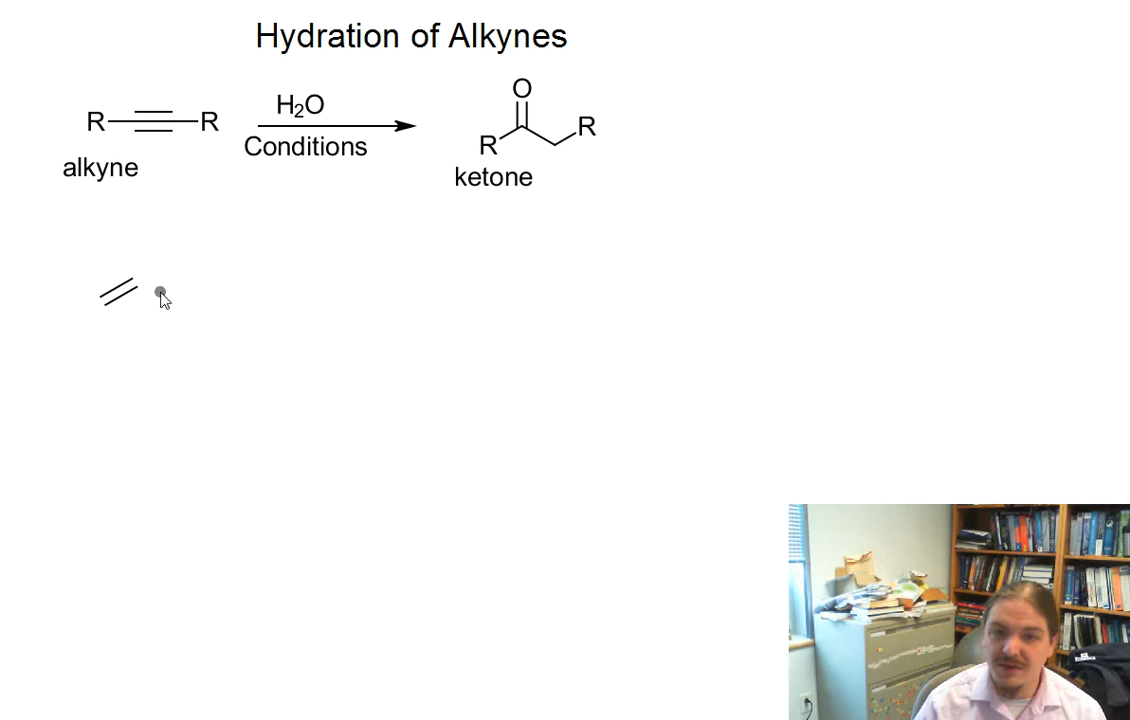 Hydration of Alkynes
R R
H₂O
Conditions
alkyne
O
R
R
ketone